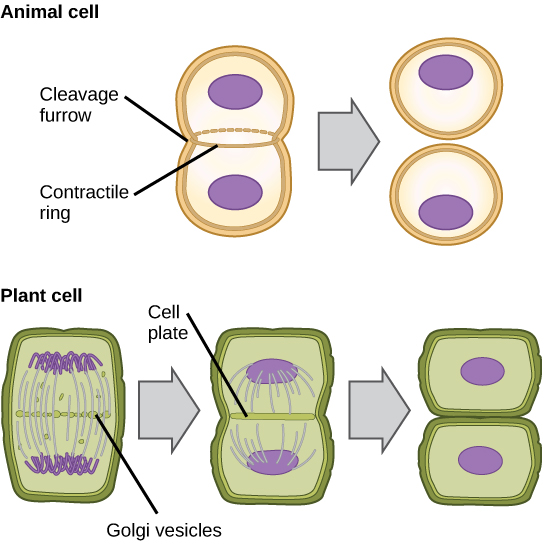 Animal cell
Cleavage
furrow
Contractile
ring
Plant cell
Cell
plate
Golgi vesicles